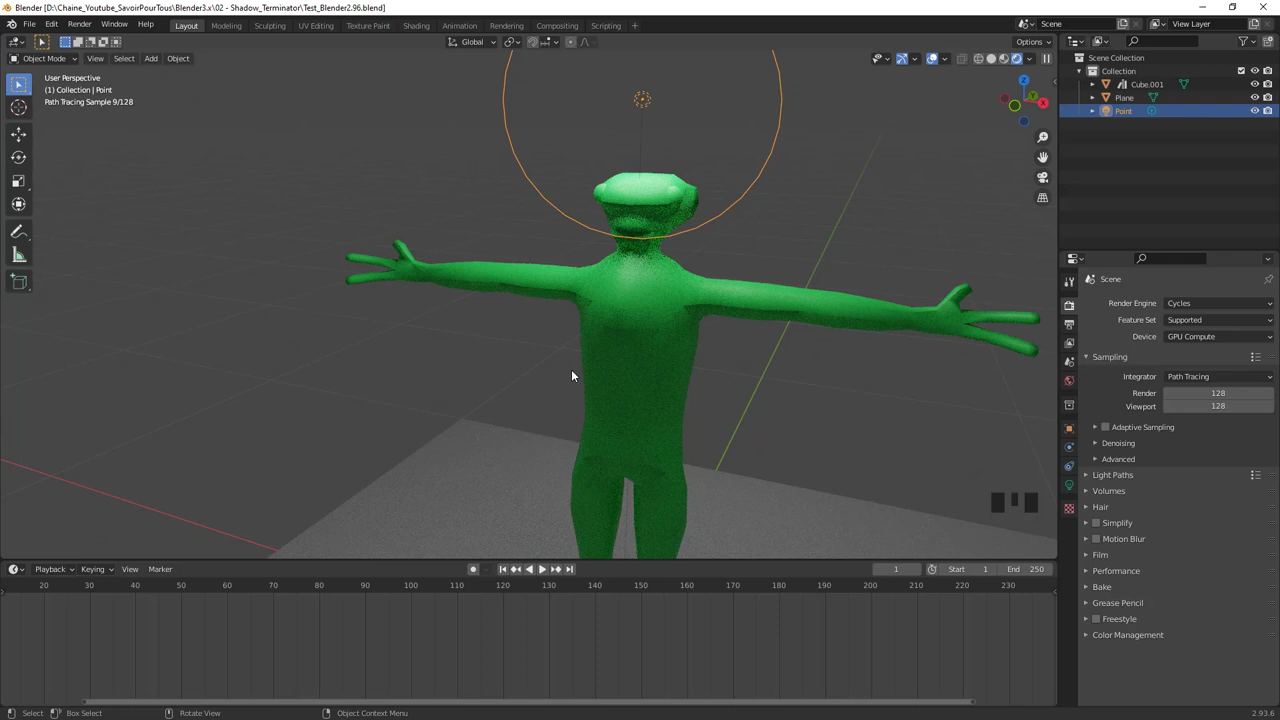 Blender [D:\Chaine_Youtube_SavoirPourTous\Blender3.x\02 - Shadow_Terminator\Test_Blender2.96.blend]
File Edit Render Window Help Layout Modeling Sculpting UV Editing Texture Paint Shading Animation Rendering Compositing Scripting + Scene View Layer
Global Options
Object Mode View Select Add Object
User Perspective
(1) Collection | Point
Path Tracing Sample 9/128
X
Y
Z
Scene Collection
Collection
Cube.001
Plane
Point
Scene
Render Engine Cycles
Feature Set Supported
Device GPU Compute
Sampling
Integrator Path Tracing
Render 128
Viewport 128
Adaptive Sampling
Denoising
Advanced
Light Paths
Volumes
Hair
Simplify
Motion Blur
Film
Performance
Bake
Grease Pencil
Freestyle
Color Management
Playback Keying View Marker 1 Start 1 End 250
20 30 40 50 60 70 80 90 100 110 120 130 140 150 160 170 180 190 200 210 220 230
Select Box Select Rotate View Object Context Menu 2.93.6